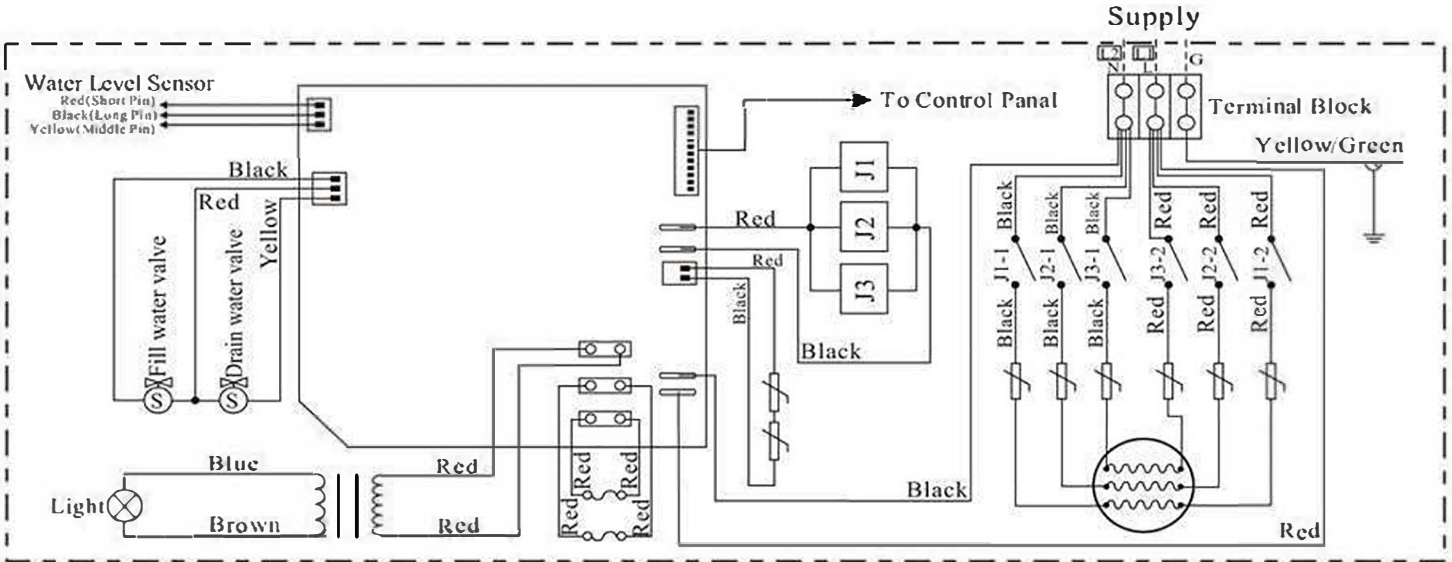 Supply
L2
L1
N
L
G
Water Level Sensor
Red(Short Pin)
Black(Long Pin)
Yellow(Middle Pin)
To Control Panal
Terminal Block
Yellow/Green
Black
Red
Yellow
Fill water valve
Drain water valve
S
S
J1
J2
J3
Red
Black
Red
Black
Black
Black
Black
Red
Red
Red
J1-1
J2-1
J3-1
J3-2
J2-2
J1-2
Black
Black
Black
Red
Red
Red
Light
Blue
Brown
Red
Red
Red
Red
Red
Red
Black
Red